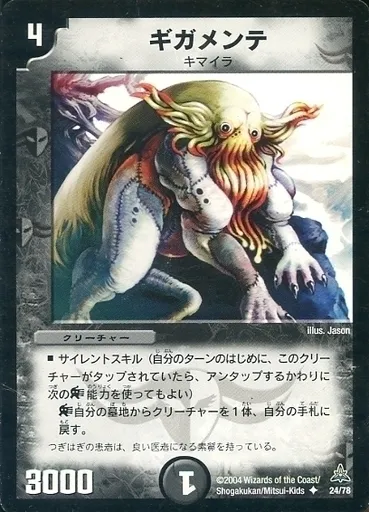 4
ギガメンテ
キマイラ
illus. Jason
クリーチャー
■ サイレントスキル（自分のターンのはじめに、このクリー
チャーがタップされていたら、アンタップするかわりに
次の能力を使ってもよい）
自分の墓地からクリーチャーを1体、自分の手札に
戻す。
つぎはぎの患者は、良い医者になる素質を持っている。
3000
1
©2004 Wizards of the Coast/
Shogakukan/Mitsui-Kids
24/78